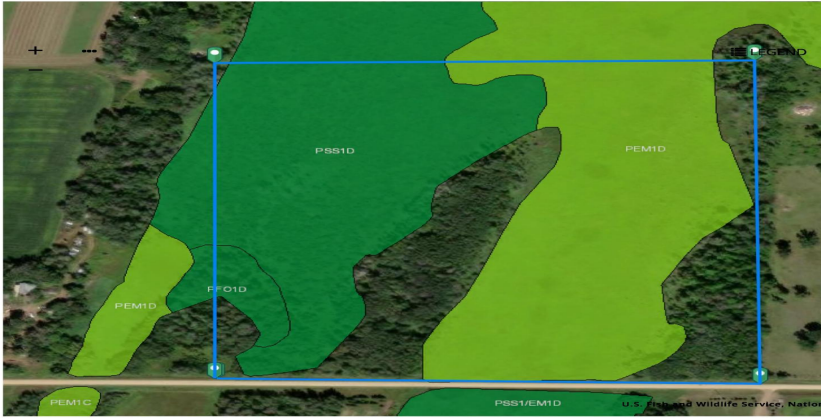 LEGEND
PSS1D
PEM1D
PFO1D
PEM1D
PEM1C
PSS1/EM1D
U.S. Fish and Wildlife Service, Natio